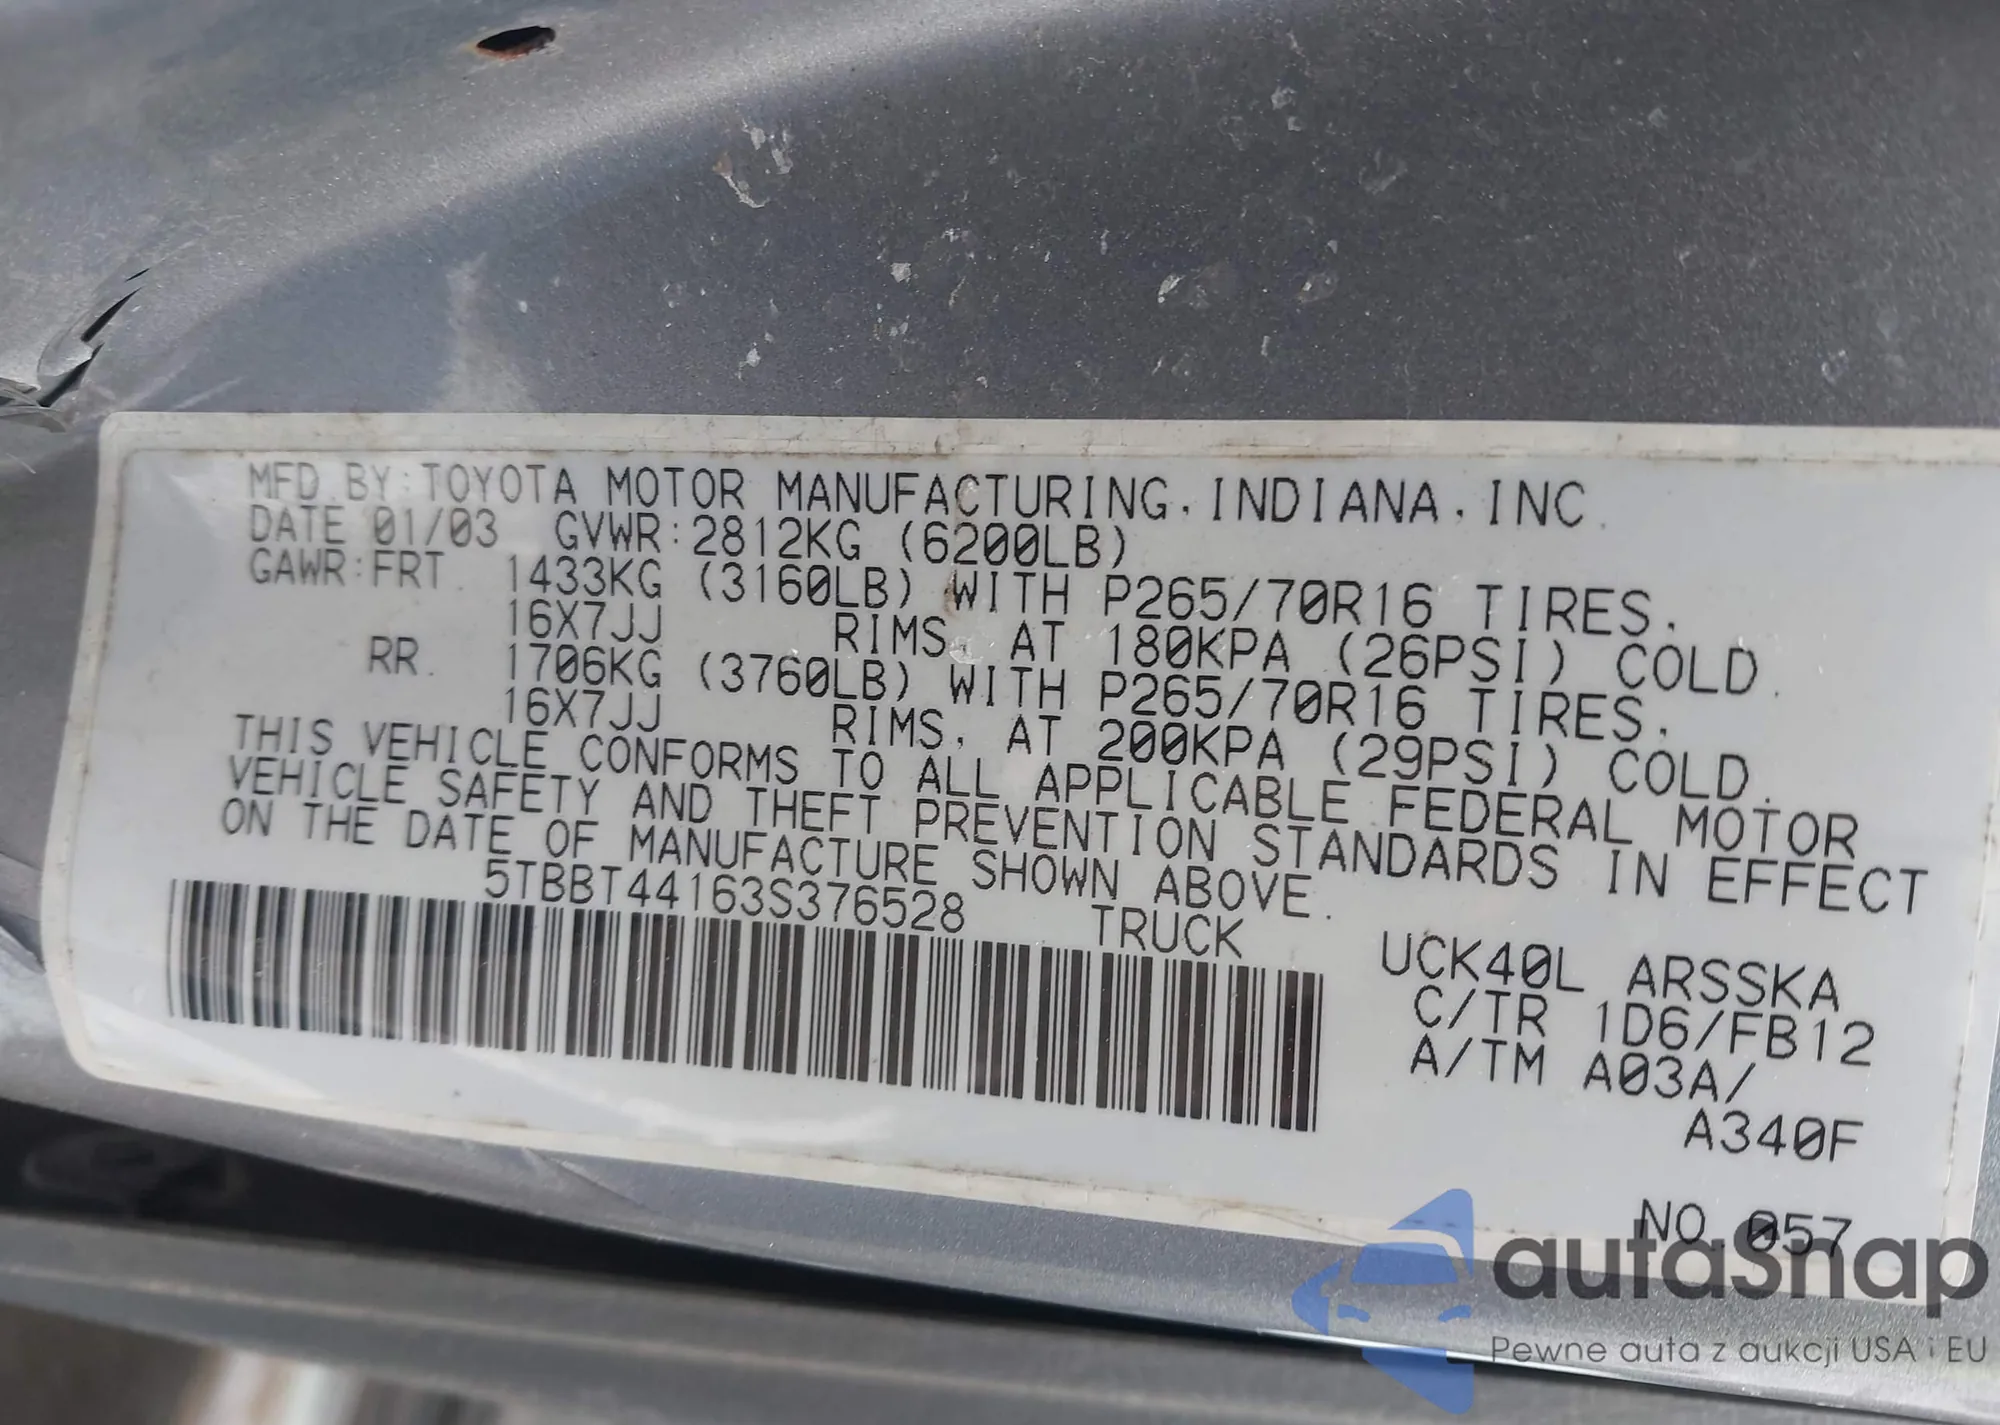 MFD.BY:TOYOTA MOTOR MANUFACTURING,INDIANA,INC.
DATE 01/03 GVWR:2812KG (6200LB)
GAWR:FRT. 1433KG (3160LB) WITH P265/70R16 TIRES.
16X7JJ RIMS, AT 180KPA (26PSI) COLD.
RR. 1706KG (3760LB) WITH P265/70R16 TIRES.
16X7JJ RIMS, AT 200KPA (29PSI) COLD.
THIS VEHICLE CONFORMS TO ALL APPLICABLE FEDERAL MOTOR
VEHICLE SAFETY AND THEFT PREVENTION STANDARDS IN EFFECT
ON THE DATE OF MANUFACTURE SHOWN ABOVE.
5TBBT44163S376528 TRUCK
UCK40L ARSSKA
C/TR 1D6/FB12
A/TM A03A/
A340F
NO. 057
autaSnap
Pewne auta z aukcji USA i EU